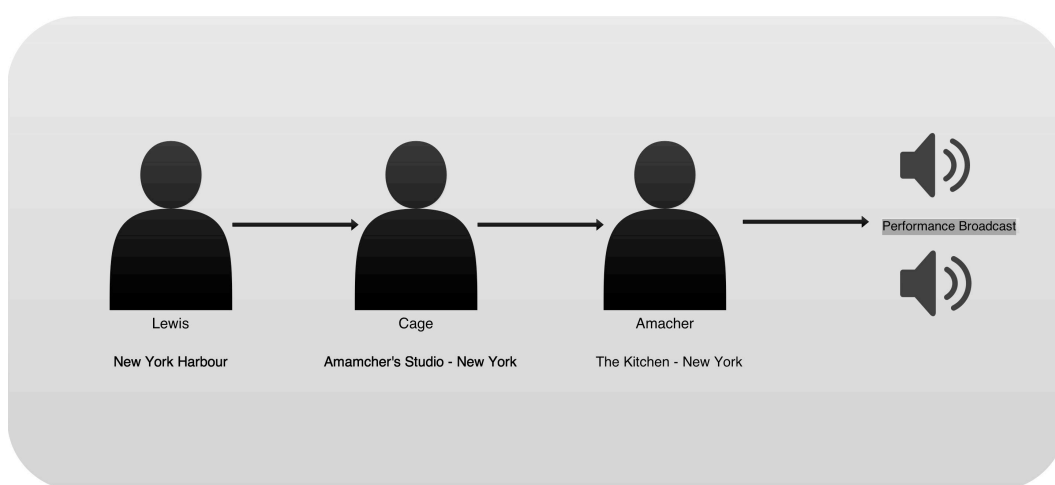 Performance Broadcast
Lewis
Cage
Amacher
New York Harbour
Amamcher's Studio - New York
The Kitchen - New York